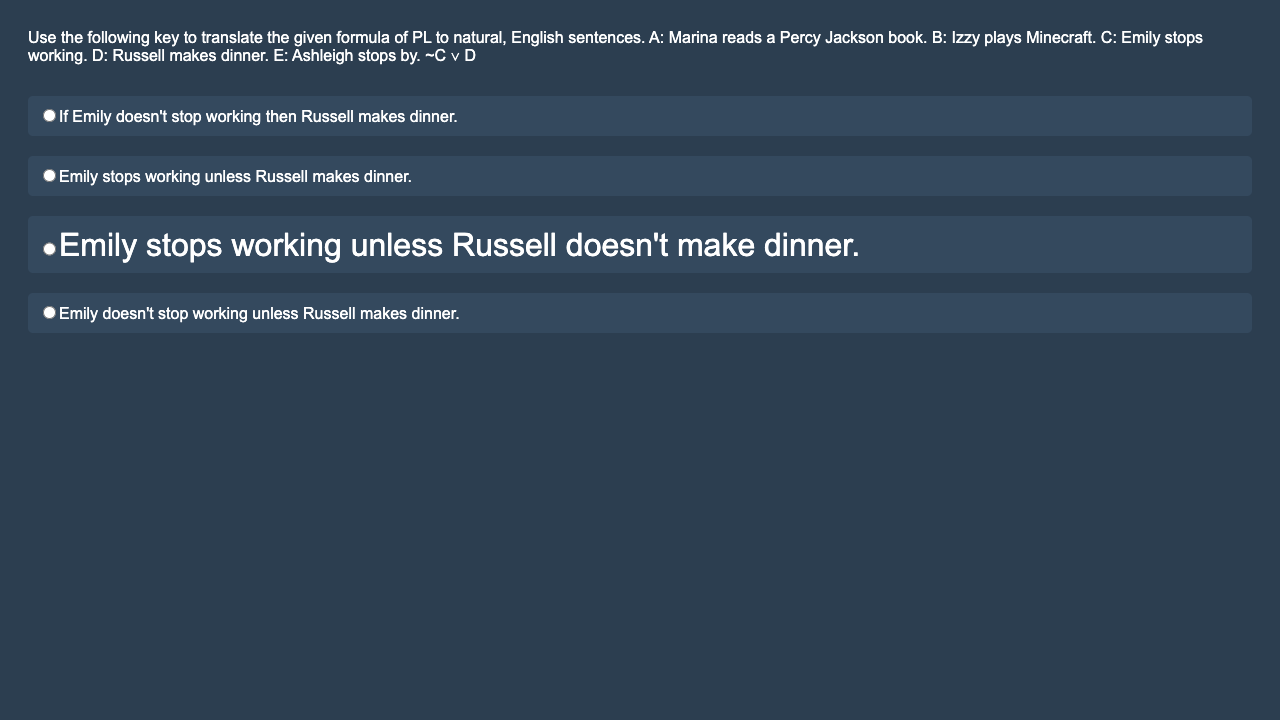 Use the following key to translate the given formula of PL to natural, English sentences. A: Marina reads a Percy Jackson book. B: Izzy plays Minecraft. C: Emily stops
working. D: Russell makes dinner. E: Ashleigh stops by. ~C ∨ D
If Emily doesn't stop working then Russell makes dinner.
Emily stops working unless Russell makes dinner.
Emily stops working unless Russell doesn't make dinner.
Emily doesn't stop working unless Russell makes dinner.